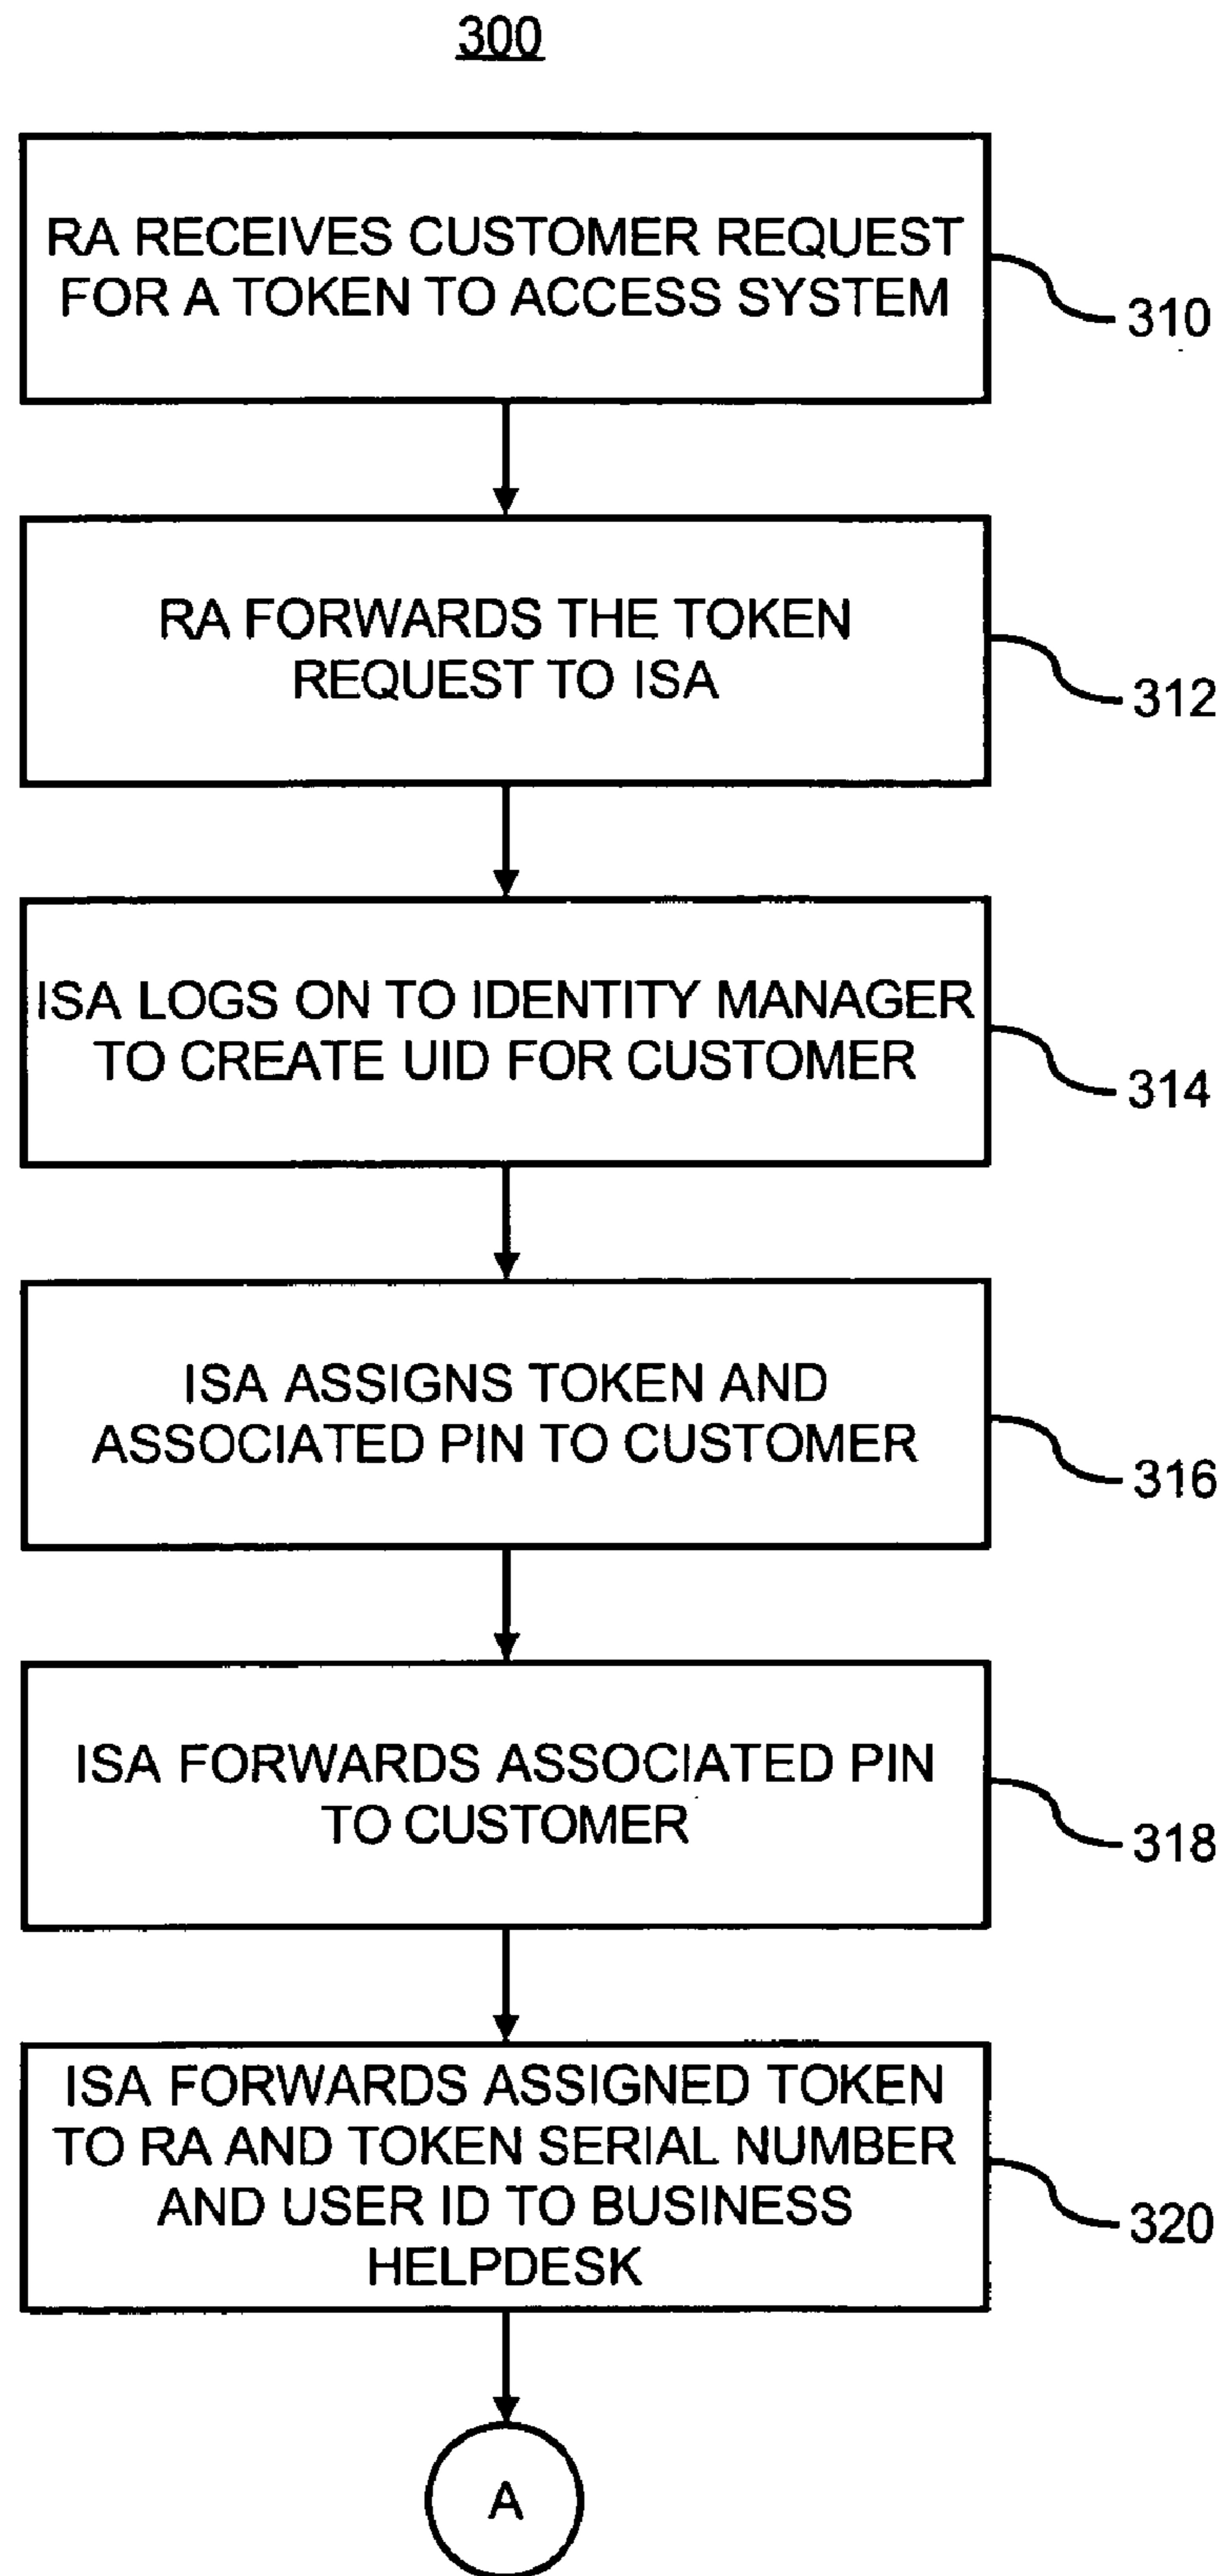 300
RA RECEIVES CUSTOMER REQUEST
FOR A TOKEN TO ACCESS SYSTEM
310
RA FORWARDS THE TOKEN
REQUEST TO ISA
312
ISA LOGS ON TO IDENTITY MANAGER
TO CREATE UID FOR CUSTOMER
314
ISA ASSIGNS TOKEN AND
ASSOCIATED PIN TO CUSTOMER
316
ISA FORWARDS ASSOCIATED PIN
TO CUSTOMER
318
ISA FORWARDS ASSIGNED TOKEN
TO RA AND TOKEN SERIAL NUMBER
AND USER ID TO BUSINESS
HELPDESK
320
A